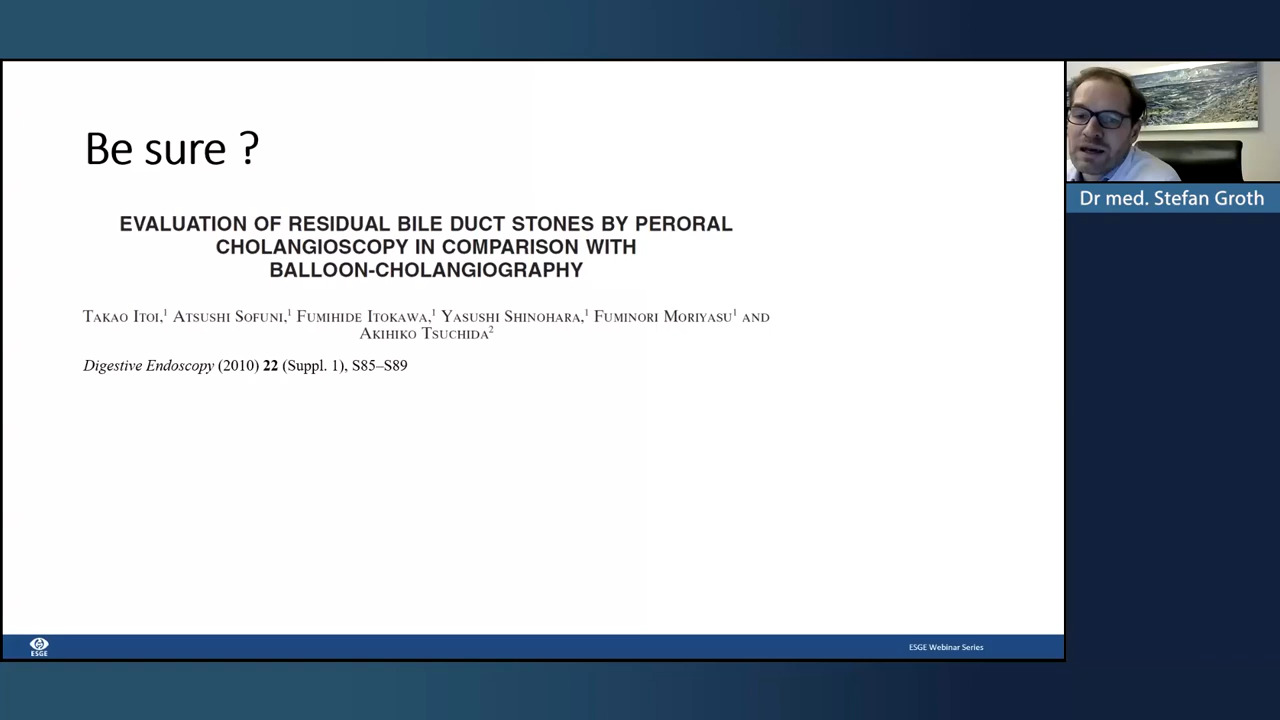 Be sure ?
EVALUATION OF RESIDUAL BILE DUCT STONES BY PERORAL
CHOLANGIOSCOPY IN COMPARISON WITH
BALLOON-CHOLANGIOGRAPHY
Takao Itoi,1 Atsushi Sofuni,1 Fumihide Itokawa,1 Yasushi Shinohara,1 Fuminori Moriyasu1 and
Akihiko Tsuchida2
Digestive Endoscopy (2010) 22 (Suppl. 1), S85–S89
Dr med. Stefan Groth
ESGE
ESGE Webinar Series